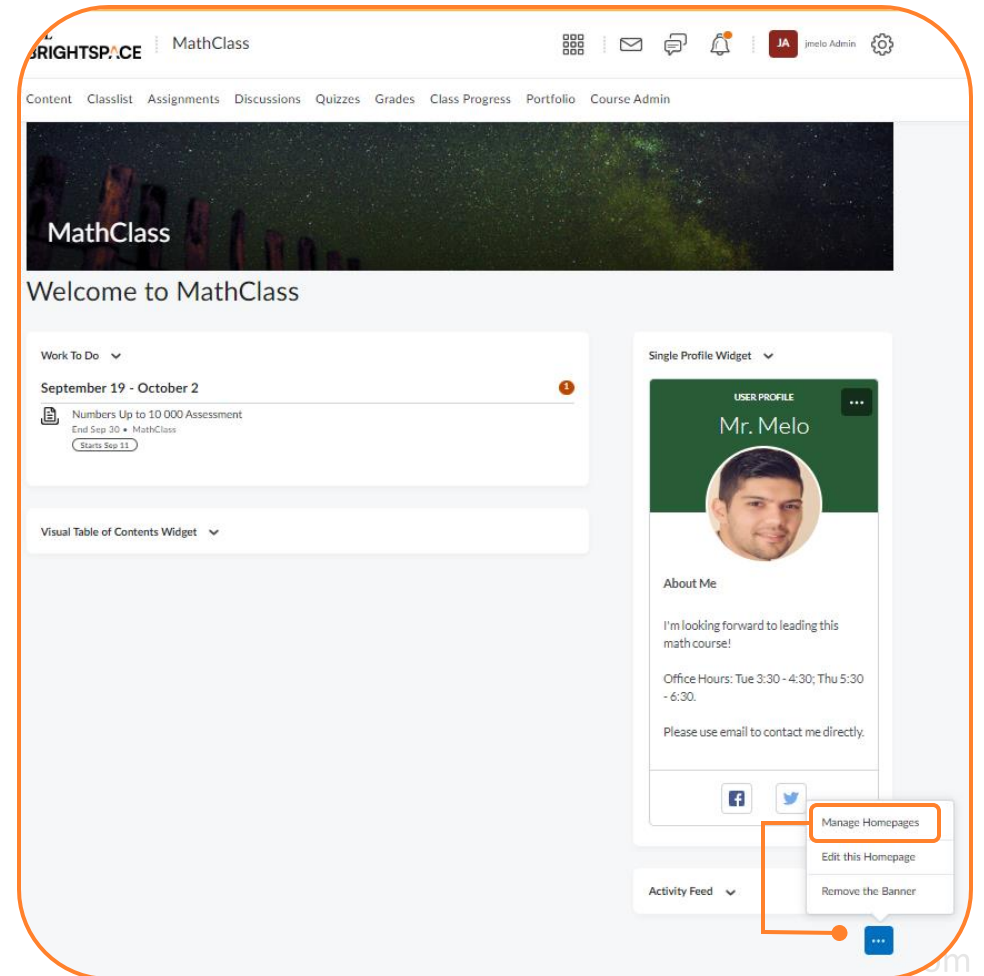 BRIGHTSPACE
MathClass
JA
jmelo Admin
Content Classlist Assignments Discussions Quizzes Grades Class Progress Portfolio Course Admin
MathClass
Welcome to MathClass
Work To Do
September 19 - October 2
1
Numbers Up to 10 000 Assessment
End Sep 30 • MathClass
Starts Sep 11
Visual Table of Contents Widget
Single Profile Widget
USER PROFILE
Mr. Melo
About Me
I'm looking forward to leading this
math course!
Office Hours: Tue 3:30 - 4:30; Thu 5:30
- 6:30.
Please use email to contact me directly.
Manage Homepages
Edit this Homepage
Remove the Banner
Activity Feed